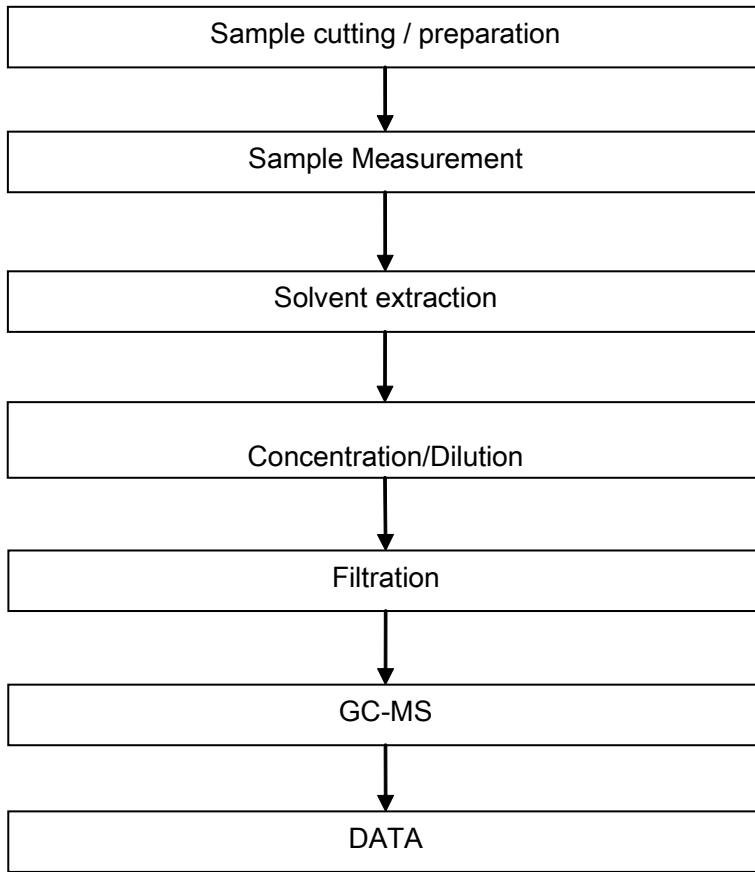 Sample cutting / preparation
Sample Measurement
Solvent extraction
Concentration/Dilution
Filtration
GC-MS
DATA